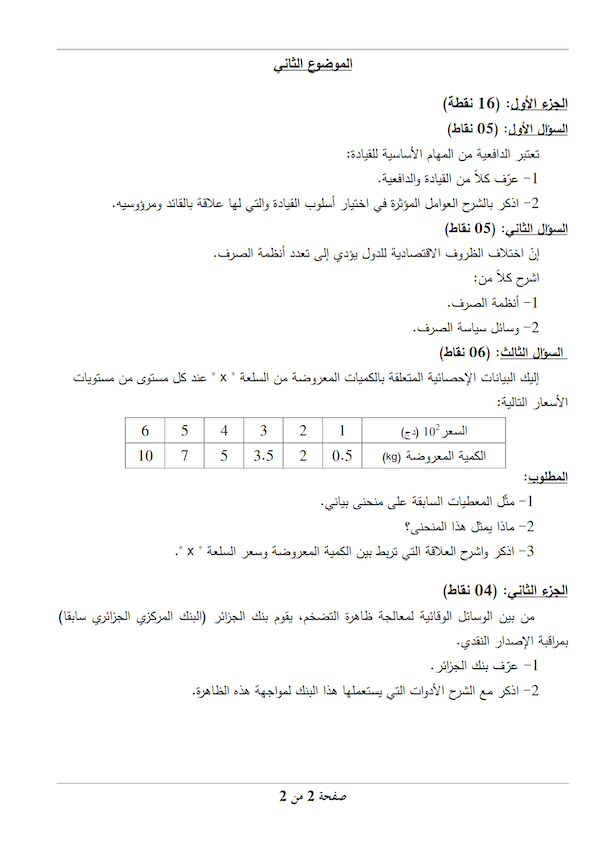 الموضوع الثاني
الجزء الأول: (16 نقطة)
السؤال الأول: (05 نقاط)
تعتبر الدافعية من المهام الأساسية للقيادة:
1- عرّف كلاً من القيادة والدافعية.
2- اذكر بالشرح العوامل المؤثرة في اختيار أسلوب القيادة والتي لها علاقة بالقائد ومرؤوسيه.
السؤال الثاني: (05 نقاط)
إنّ اختلاف الظروف الاقتصادية للدول يؤدي إلى تعدد أنظمة الصرف.
اشرح كلاً من:
1- أنظمة الصرف.
2- وسائل سياسة الصرف.
السؤال الثالث: (06 نقاط)
إليك البيانات الإحصائية المتعلقة بالكميات المعروضة من السلعة " x " عند كل مستوى من مستويات
الأسعار التالية:
السعر 10² (دج) 1 2 3 4 5 6
الكمية المعروضة (kg) 0.5 2 3.5 5 7 10
المطلوب:
1- مثّل المعطيات السابقة على منحنى بياني.
2- ماذا يمثل هذا المنحنى؟
3- اذكر واشرح العلاقة التي تربط بين الكمية المعروضة وسعر السلعة " x ".
الجزء الثاني: (04 نقاط)
من بين الوسائل الوقائية لمعالجة ظاهرة التضخم، يقوم بنك الجزائر (البنك المركزي الجزائري سابقا)
بمراقبة الإصدار النقدي.
1- عرّف بنك الجزائر.
2- اذكر مع الشرح الأدوات التي يستعملها هذا البنك لمواجهة هذه الظاهرة.
صفحة 2 من 2